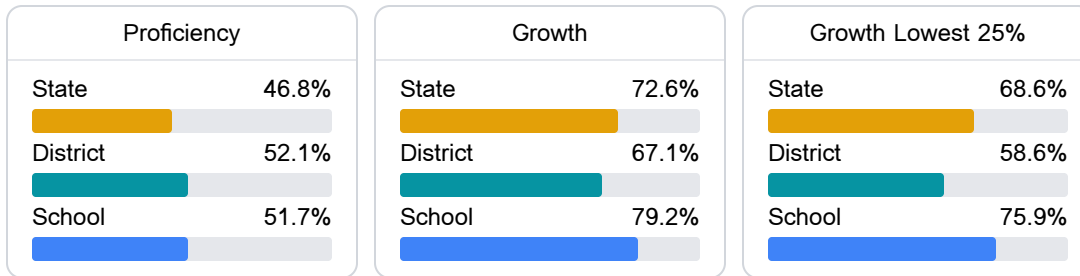 Proficiency
State 46.8%
District 52.1%
School 51.7%
Growth
State 72.6%
District 67.1%
School 79.2%
Growth Lowest 25%
State 68.6%
District 58.6%
School 75.9%